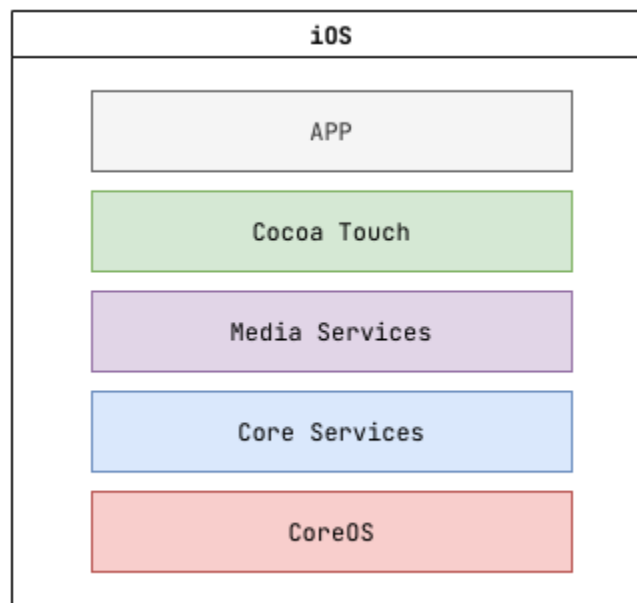 iOS
APP
Cocoa Touch
Media Services
Core Services
CoreOS